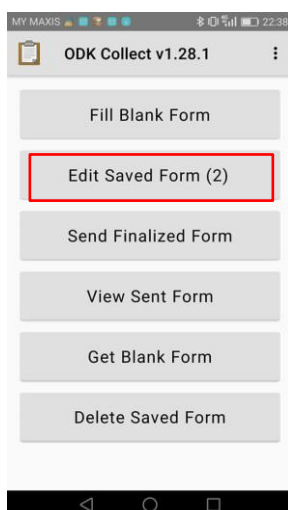 MY MAXIS 22:38
ODK Collect v1.28.1
Fill Blank Form
Edit Saved Form (2)
Send Finalized Form
View Sent Form
Get Blank Form
Delete Saved Form